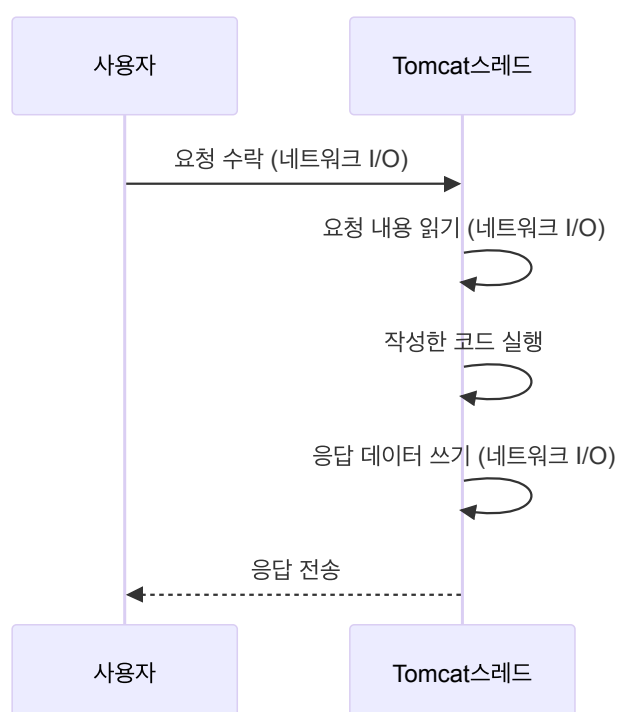 사용자
Tomcat스레드
요청 수락 (네트워크 I/O)
요청 내용 읽기 (네트워크 I/O)
작성한 코드 실행
응답 데이터 쓰기 (네트워크 I/O)
응답 전송
사용자
Tomcat스레드